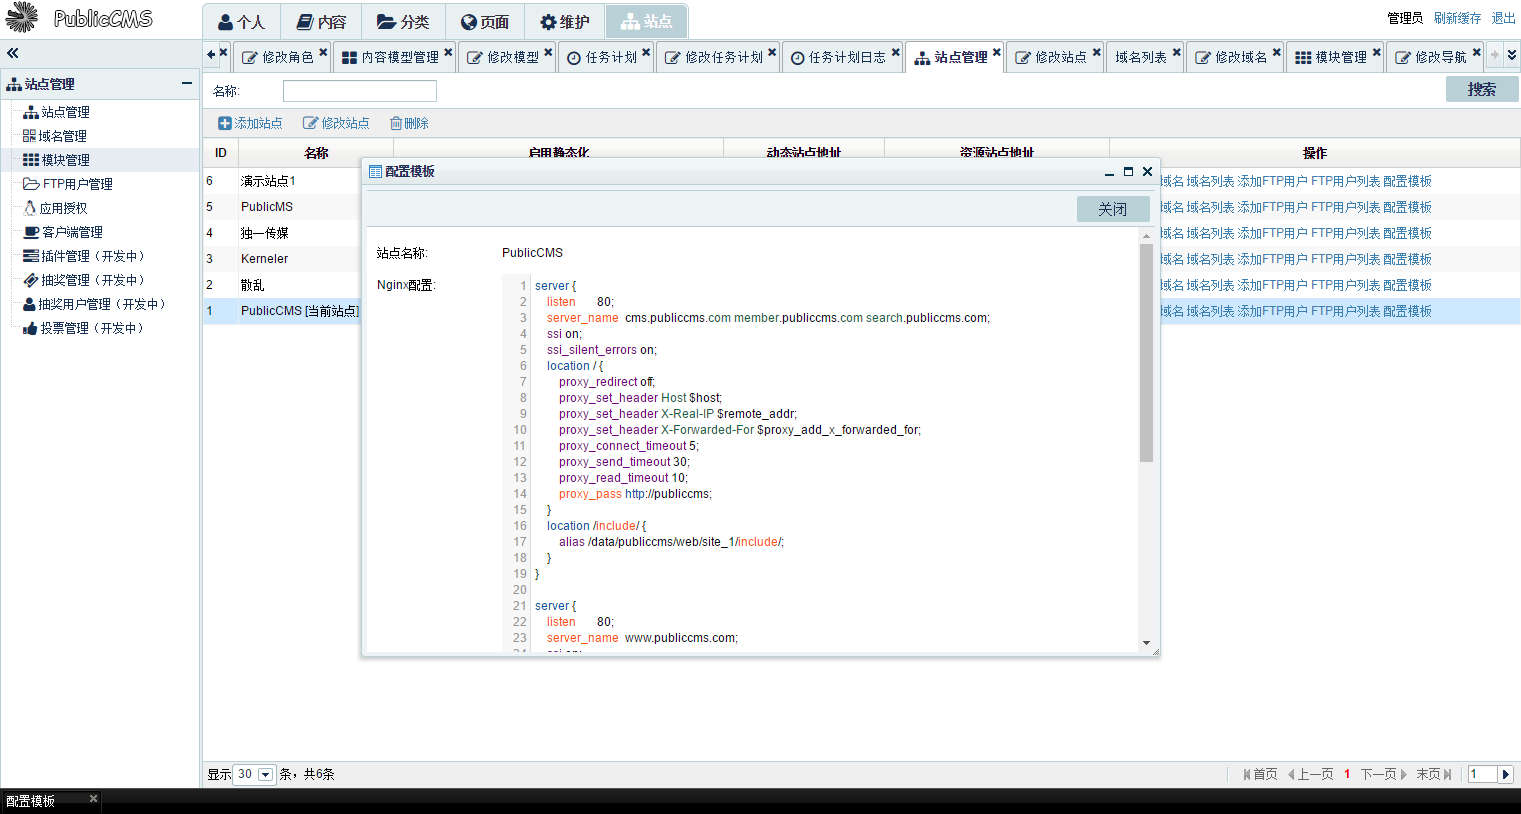 PublicCMS
个人 内容 分类 页面 维护 站点
管理员 刷新缓存 退出
修改角色 内容模型管理 修改模型 任务计划 修改任务计划 任务计划日志 站点管理 修改站点 域名列表 修改域名 模块管理 修改导航
站点管理
站点管理
域名管理
模块管理
FTP用户管理
应用授权
客户端管理
插件管理（开发中）
抽奖管理（开发中）
抽奖用户管理（开发中）
投票管理（开发中）
名称: 搜索
添加站点 修改站点 删除
ID 名称 启用静态化 动态站点地址 资源站点地址 操作
6 演示站点1 域名 域名列表 添加FTP用户 FTP用户列表 配置模板
5 PublicMS 域名 域名列表 添加FTP用户 FTP用户列表 配置模板
4 独一传媒 域名 域名列表 添加FTP用户 FTP用户列表 配置模板
3 Kerneler 域名 域名列表 添加FTP用户 FTP用户列表 配置模板
2 散乱 域名 域名列表 添加FTP用户 FTP用户列表 配置模板
1 PublicCMS [当前站点] 域名 域名列表 添加FTP用户 FTP用户列表 配置模板
配置模板
关闭
站点名称: PublicCMS
Nginx配置:
1 server {
2 listen 80;
3 server_name cms.publiccms.com member.publiccms.com search.publiccms.com;
4 ssi on;
5 ssi_silent_errors on;
6 location / {
7 proxy_redirect off;
8 proxy_set_header Host $host;
9 proxy_set_header X-Real-IP $remote_addr;
10 proxy_set_header X-Forwarded-For $proxy_add_x_forwarded_for;
11 proxy_connect_timeout 5;
12 proxy_send_timeout 30;
13 proxy_read_timeout 10;
14 proxy_pass http://publiccms;
15 }
16 location /include/ {
17 alias /data/publiccms/web/site_1/include/;
18 }
19 }
20
21 server {
22 listen 80;
23 server_name www.publiccms.com;
24 ssi on;
显示 30 条，共6条
首页 上一页 1 下一页 末页 1
配置模板